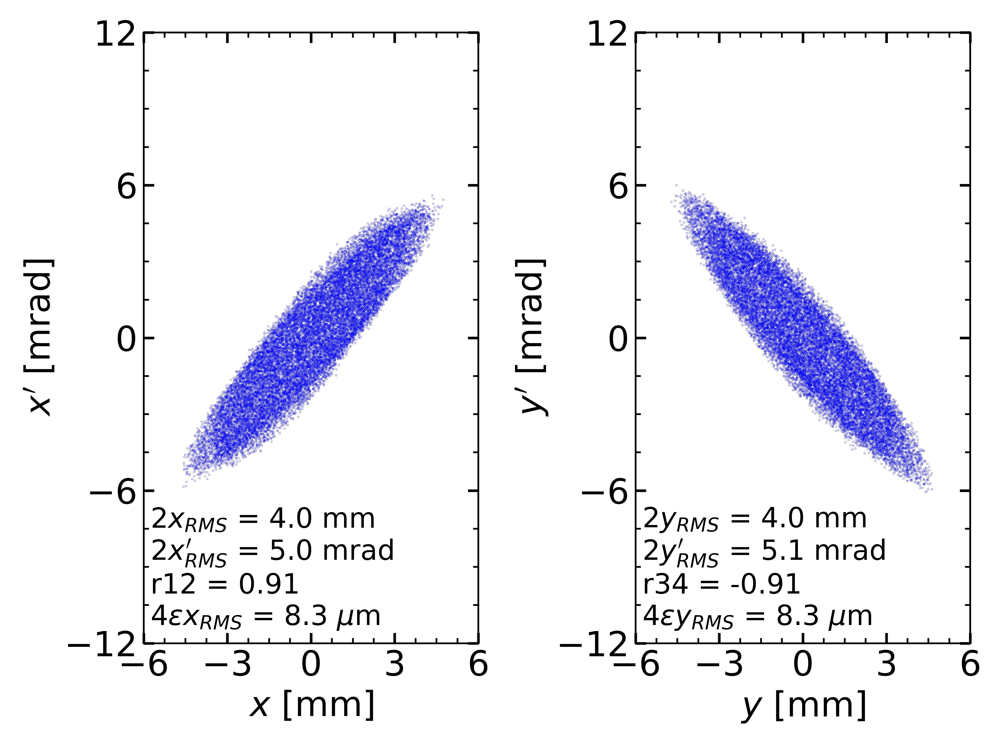 12
6
0
−6
−12
x′ [mrad]
2x_RMS = 4.0 mm
2x′_RMS = 5.0 mrad
r12 = 0.91
4εx_RMS = 8.3 μm
−6 −3 0 3 6
x [mm]
12
6
0
−6
−12
y′ [mrad]
2y_RMS = 4.0 mm
2y′_RMS = 5.1 mrad
r34 = -0.91
4εy_RMS = 8.3 μm
−6 −3 0 3 6
y [mm]